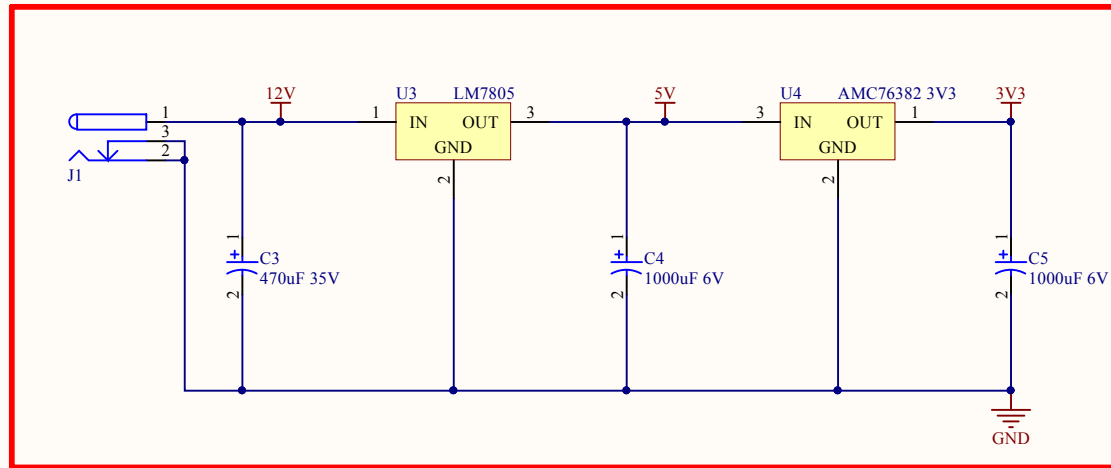 12V
5V
3V3
U3 LM7805
U4 AMC76382 3V3
1
3
2
J1
1 IN OUT 3
GND
2
3 IN OUT 1
GND
2
1
C3
470uF 35V
2
1
C4
1000uF 6V
2
1
C5
1000uF 6V
2
GND